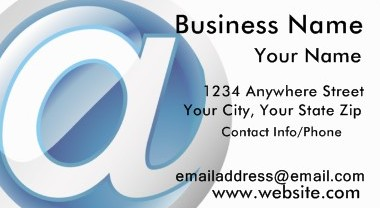 @
Business Name
Your Name
1234 Anywhere Street
Your City, Your State Zip
Contact Info/Phone
emailaddress@email.com
www.website.com